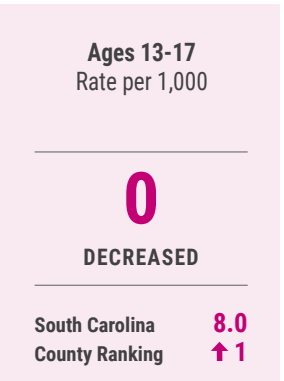 Ages 13-17
Rate per 1,000
0
DECREASED
South Carolina 8.0
County Ranking ↑ 1